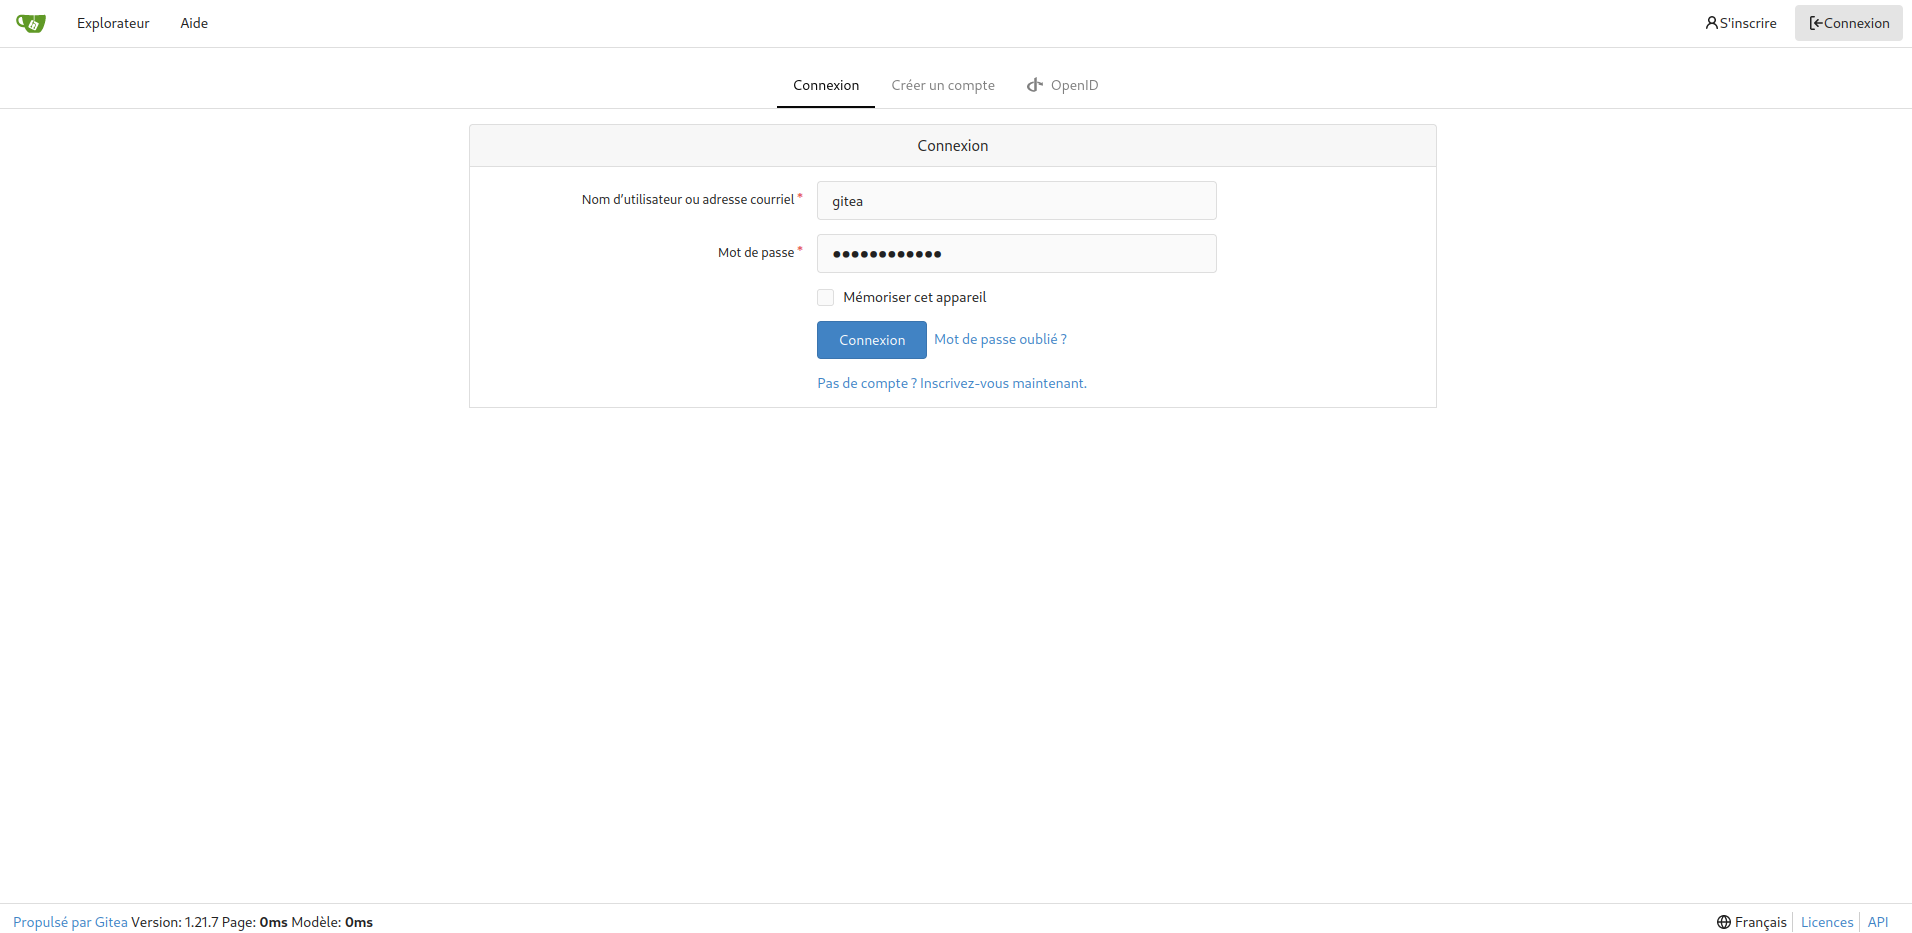 Explorateur Aide S'inscrire Connexion
Connexion Créer un compte OpenID
Connexion
Nom d'utilisateur ou adresse courriel * gitea
Mot de passe * ●●●●●●●●●●●●
Mémoriser cet appareil
Connexion Mot de passe oublié ?
Pas de compte ? Inscrivez-vous maintenant.
Propulsé par Gitea Version: 1.21.7 Page: 0ms Modèle: 0ms Français Licences API